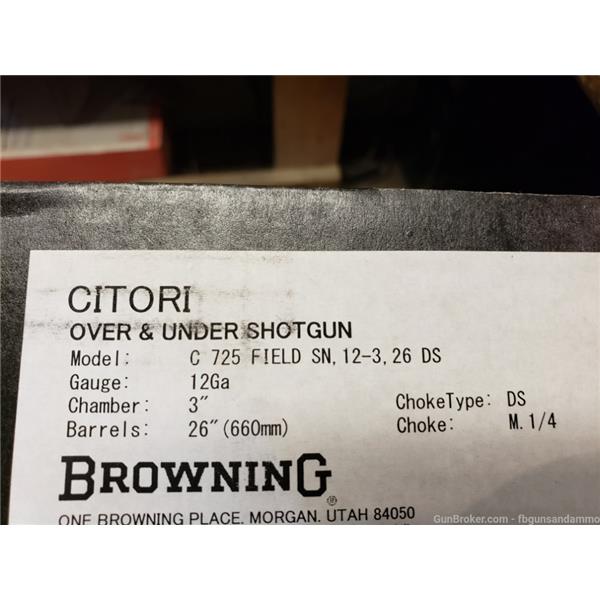 CITORI
OVER & UNDER SHOTGUN
Model: C 725 FIELD SN, 12-3, 26 DS
Gauge: 12Ga
Chamber: 3" ChokeType: DS
Barrels: 26"(660mm) Choke: M. 1/4
BROWNING®
ONE BROWNING PLACE, MORGAN, UTAH 84050
GunBroker.com - fbgunsandammo